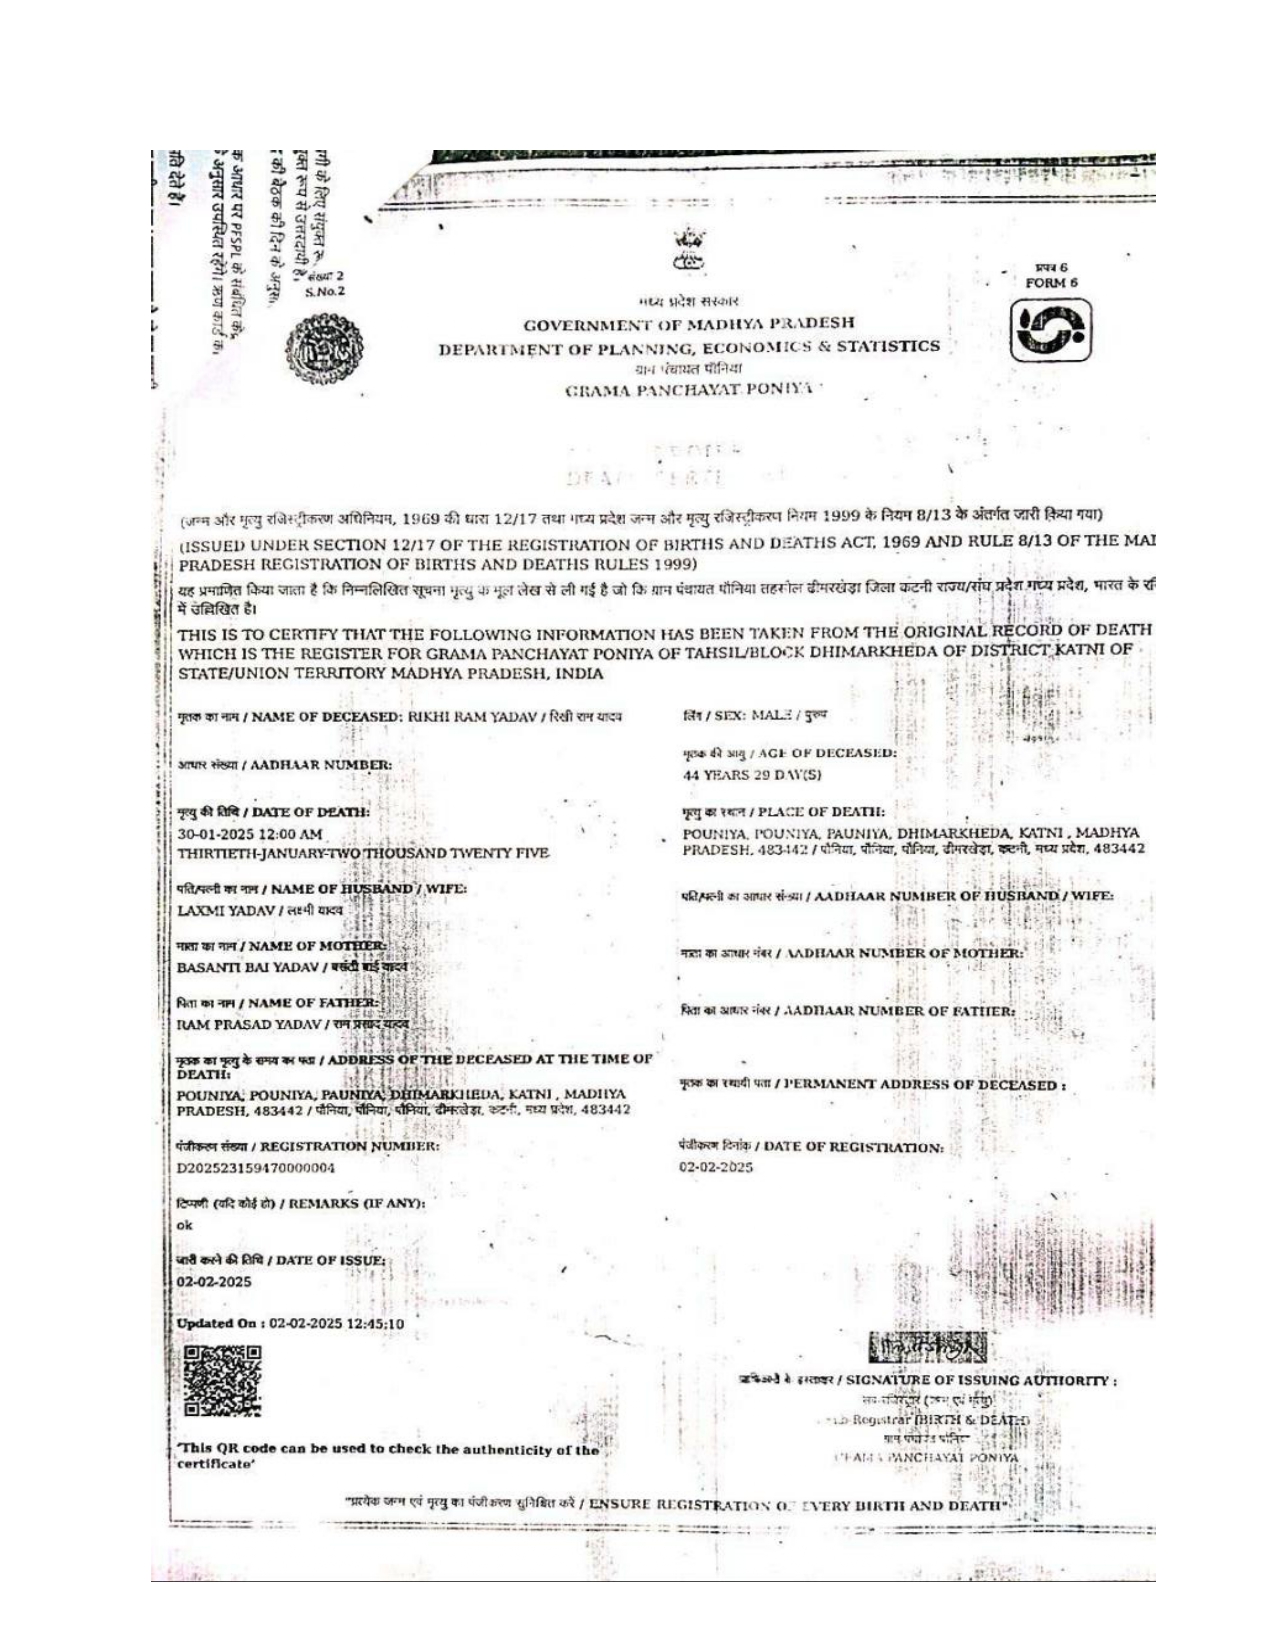 पति देते है।
क आधार पर PFSPL के संबंधित के
अनुसार उपस्थित रहेंगे। ऋण कार्ड
की बैठक की दिन के
रूप से उत्तरदायी
के लिए संयुक्त
संख्या 2
S.No.2
प्रपत्र 6
FORM 6
मध्य प्रदेश सरकार
GOVERNMENT OF MADHYA PRADESH
DEPARTMENT OF PLANNING, ECONOMICS & STATISTICS
ग्राम पंचायत पौनिया
GRAMA PANCHAYAT PONIYA
(जन्म और मृत्यु रजिस्ट्रीकरण अधिनियम, 1969 की धारा 12/17 तथा मध्य प्रदेश जन्म और मृत्यु रजिस्ट्रीकरण नियम 1999 के नियम 8/13 के अंतर्गत जारी किया गया)
(ISSUED UNDER SECTION 12/17 OF THE REGISTRATION OF BIRTHS AND DEATHS ACT, 1969 AND RULE 8/13 OF THE
PRADESH REGISTRATION OF BIRTHS AND DEATHS RULES 1999)
यह प्रमाणित किया जाता है कि निम्नलिखित सूचना मृत्यु के मूल लेख से ली गई है जो कि ग्राम पंचायत पौनिया तहसील ढीमरखेड़ा जिला कटनी राज्य/संघ प्रदेश मध्य प्रदेश, भारत के
में उल्लिखित है।
THIS IS TO CERTIFY THAT THE FOLLOWING INFORMATION HAS BEEN TAKEN FROM THE ORIGINAL RECORD OF DEATH
WHICH IS THE REGISTER FOR GRAMA PANCHAYAT PONIYA OF TAHSIL/BLOCK DHIMARKHEDA OF DISTRICT KATNI OF
STATE/UNION TERRITORY MADHYA PRADESH, INDIA
मृतक का नाम / NAME OF DECEASED: RIKHI RAM YADAV / रिखी राम यादव
लिंग / SEX: MALE / पुरुष
आधार संख्या / AADHAAR NUMBER:
मृतक की आयु / AGE OF DECEASED:
44 YEARS 29 DAY(S)
मृत्यु की तिथि / DATE OF DEATH:
30-01-2025 12:00 AM
THIRTIETH-JANUARY-TWO THOUSAND TWENTY FIVE
मृत्यु का स्थान / PLACE OF DEATH:
POUNIYA, POUNIYA, PAUNIYA, DHIMARKHEDA, KATNI , MADHYA
PRADESH, 483442 / पौनिया, पौनिया, पौनिया, ढीमरखेड़ा, कटनी, मध्य प्रदेश, 483442
पति/पत्नी का नाम / NAME OF HUSBAND / WIFE:
LAXMI YADAV / लक्ष्मी यादव
पति/पत्नी का आधार संख्या / AADHAAR NUMBER OF HUSBAND / WIFE:
माता का नाम / NAME OF MOTHER:
BASANTI BAI YADAV / बसंती बाई यादव
माता का आधार नंबर / AADHAAR NUMBER OF MOTHER:
पिता का नाम / NAME OF FATHER:
RAM PRASAD YADAV / राम प्रसाद यादव
पिता का आधार नंबर / AADHAAR NUMBER OF FATHER:
मृतक का मृत्यु के समय का पता / ADDRESS OF THE DECEASED AT THE TIME OF
DEATH:
POUNIYA, POUNIYA, PAUNIYA, DHIMARKHEDA, KATNI , MADHYA
PRADESH, 483442 / पौनिया, पौनिया, पौनिया, ढीमरखेड़ा, कटनी, मध्य प्रदेश, 483442
मृतक का स्थायी पता / PERMANENT ADDRESS OF DECEASED :
पंजीकरण संख्या / REGISTRATION NUMBER:
D202523159470000004
पंजीकरण दिनांक / DATE OF REGISTRATION:
02-02-2025
टिप्पणी (यदि कोई हो) / REMARKS (IF ANY):
ok
जारी करने की तिथि / DATE OF ISSUE:
02-02-2025
Updated On : 02-02-2025 12:45:10
हस्ताक्षर / SIGNATURE OF ISSUING AUTHORITY :
(जन्म एवं मृत्यु)
Registrar (BIRTH & DEATH)
ग्राम पंचायत पौनिया
GRAMA PANCHAYAT PONIYA
"This QR code can be used to check the authenticity of the
certificate"
"प्रत्येक जन्म एवं मृत्यु का पंजीकरण सुनिश्चित करें / ENSURE REGISTRATION OF EVERY BIRTH AND DEATH"